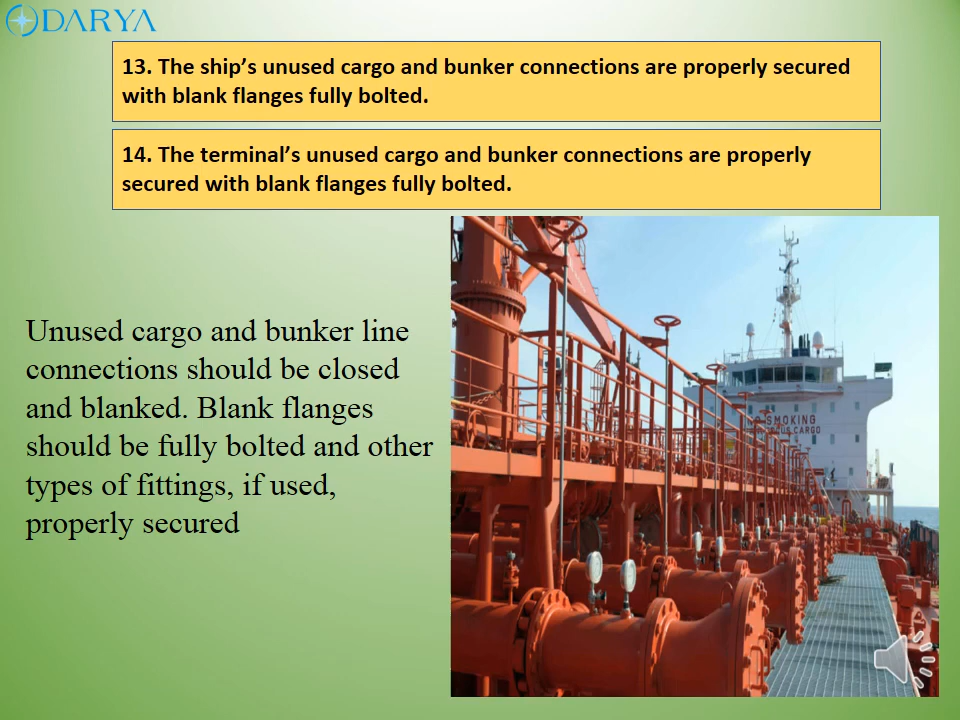 DARYA
13. The ship’s unused cargo and bunker connections are properly secured
with blank flanges fully bolted.
14. The terminal’s unused cargo and bunker connections are properly
secured with blank flanges fully bolted.
Unused cargo and bunker line
connections should be closed
and blanked. Blank flanges
should be fully bolted and other
types of fittings, if used,
properly secured
SMOKING
CARGO